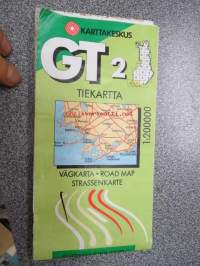 KARTTAKESKUS
GT 2
TIEKARTTA
1:200000
VÄGKARTA • ROAD MAP
STRASSENKARTE